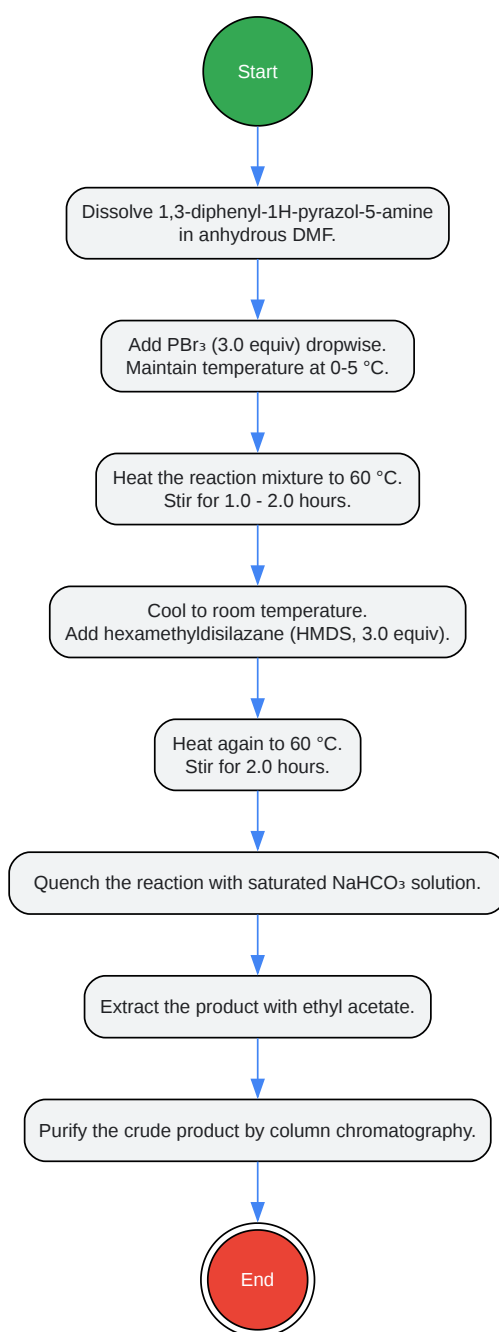 Start
Dissolve 1,3-diphenyl-1H-pyrazol-5-amine
in anhydrous DMF.
Add PBr₃ (3.0 equiv) dropwise.
Maintain temperature at 0-5 °C.
Heat the reaction mixture to 60 °C.
Stir for 1.0 - 2.0 hours.
Cool to room temperature.
Add hexamethyldisilazane (HMDS, 3.0 equiv).
Heat again to 60 °C.
Stir for 2.0 hours.
Quench the reaction with saturated NaHCO₃ solution.
Extract the product with ethyl acetate.
Purify the crude product by column chromatography.
End